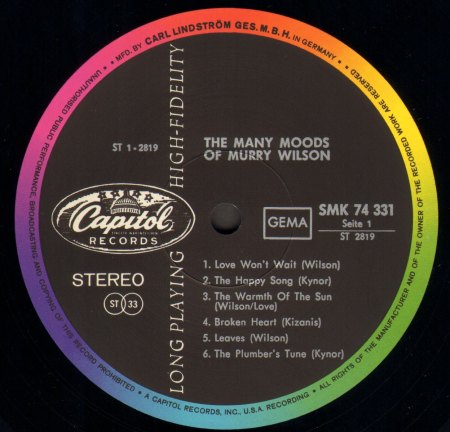 MFD. BY CARL LINDSTRÖM GES. M. B. H. IN GERMANY
UNAUTHORISED PUBLIC PERFORMANCE, BROADCASTING AND COPYING OF THIS RECORD PROHIBITED • A CAPITOL RECORDS, INC., U.S.A. RECORDING • ALL RIGHTS OF THE MANUFACTURER AND OF THE OWNER OF THE RECORDED WORK ARE RESERVED
LONG PLAYING HIGH-FIDELITY
ST 1-2819
THE MANY MOODS
OF MURRY WILSON
Capitol
RECORDS
GEMA
SMK 74 331
Seite 1
ST 2819
STEREO
ST 33
1. Love Won't Wait (Wilson)
2. The Happy Song (Kynor)
3. The Warmth Of The Sun
(Wilson/Love)
4. Broken Heart (Kizanis)
5. Leaves (Wilson)
6. The Plumber's Tune (Kynor)